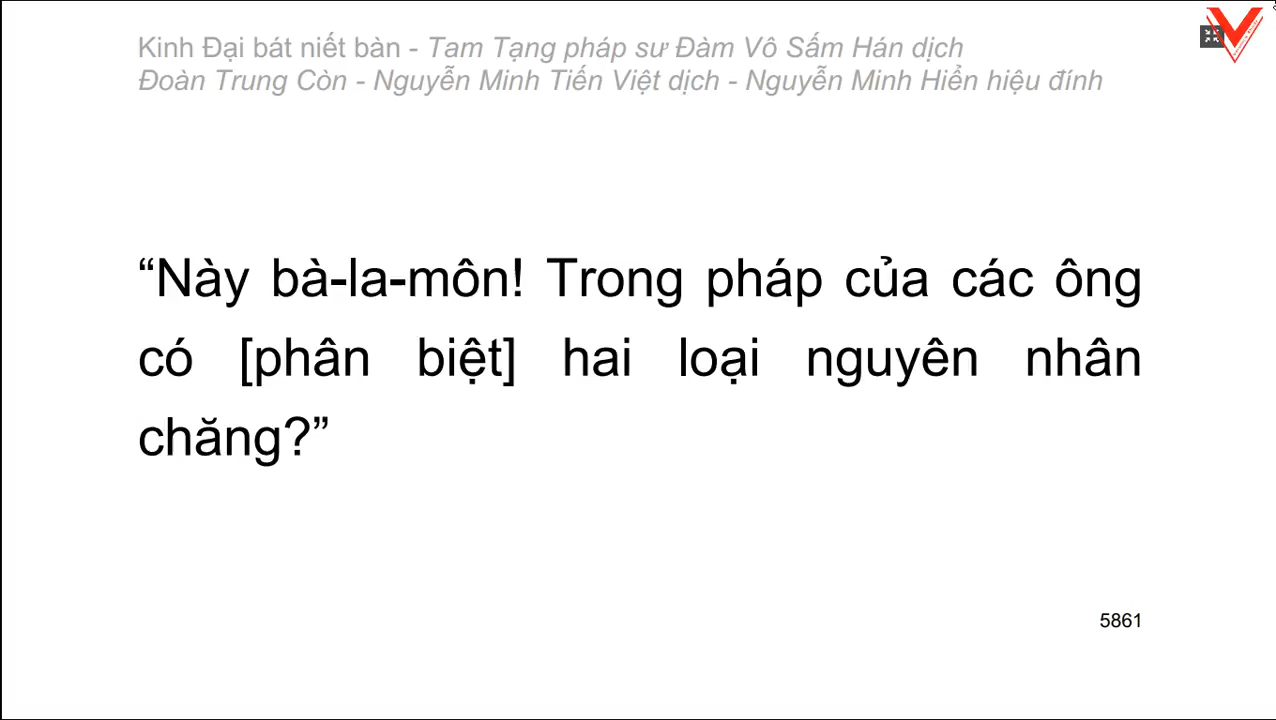 Kinh Đại bát niết bàn - Tam Tạng pháp sư Đàm Vô Sấm Hán dịch
Đoàn Trung Còn - Nguyễn Minh Tiến Việt dịch - Nguyễn Minh Hiển hiệu đính
“Này bà-la-môn! Trong pháp của các ông
có [phân biệt] hai loại nguyên nhân
chăng?”
5861